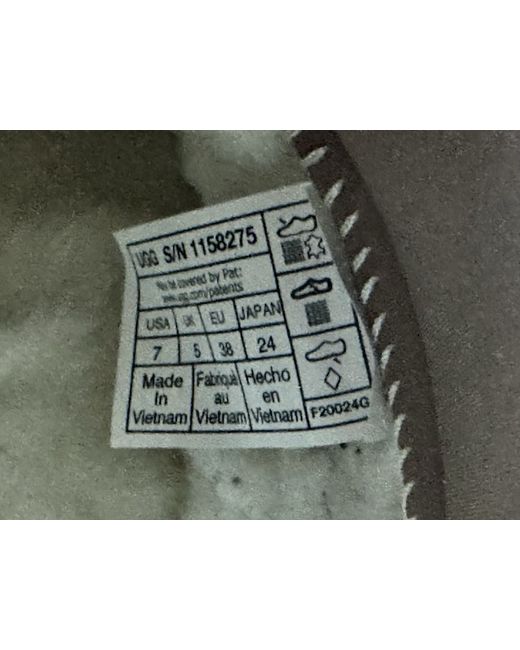 UGG S/N 1158275
May be covered by Pat:
www.ugg.com/patents
USA UK EU JAPAN
7 5 38 24
Made In Vietnam
Fabriqué au Vietnam
Hecho en Vietnam
F20024G